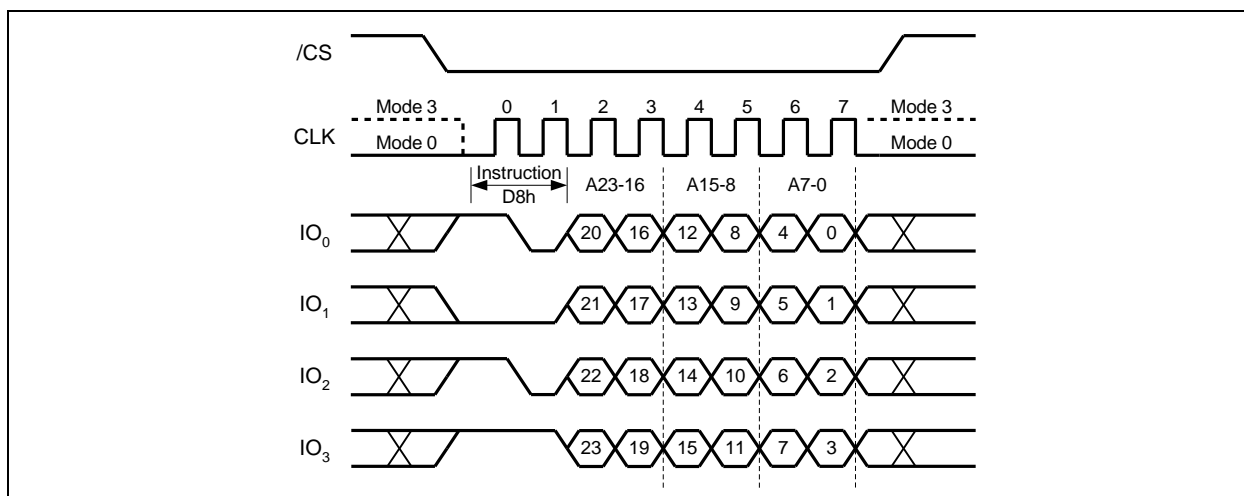 /CS
Mode 3 0 1 2 3 4 5 6 7 Mode 3
CLK Mode 0 Mode 0
Instruction A23-16 A15-8 A7-0
D8h
IO0 20 16 12 8 4 0
IO1 21 17 13 9 5 1
IO2 22 18 14 10 6 2
IO3 23 19 15 11 7 3